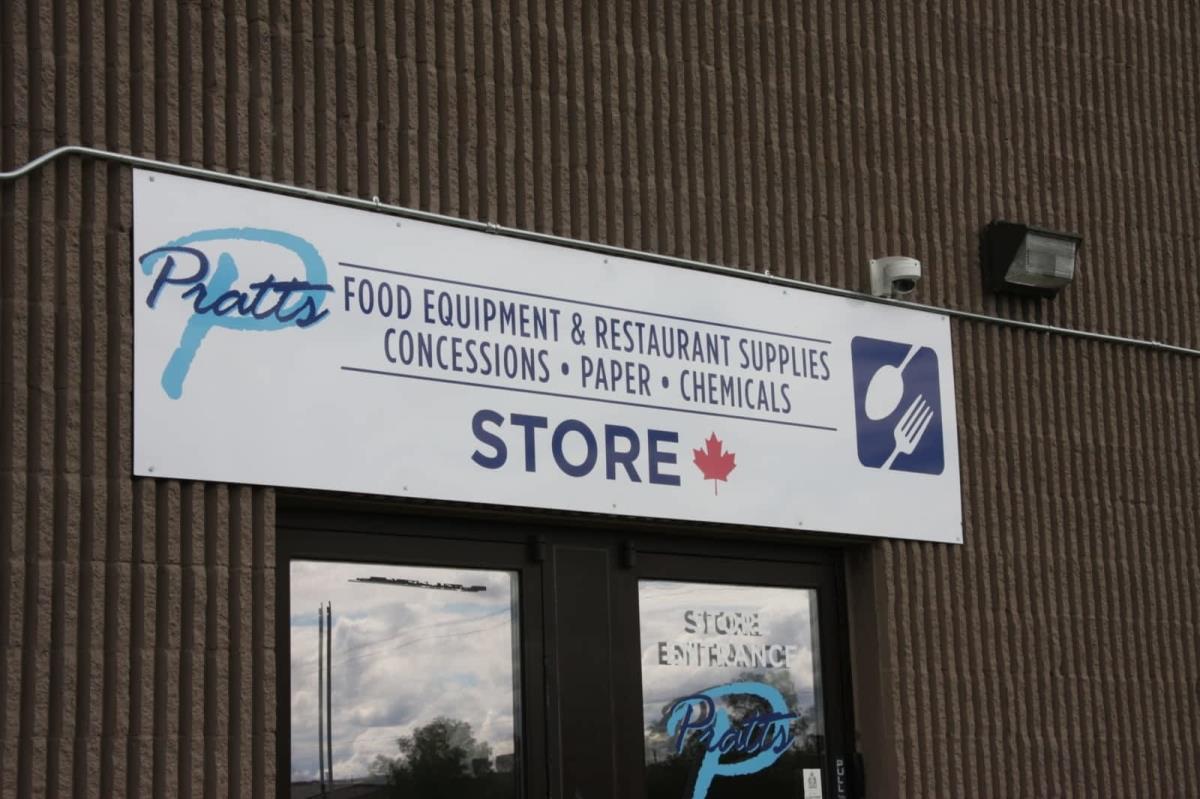 Pratts
FOOD EQUIPMENT & RESTAURANT SUPPLIES
CONCESSIONS • PAPER • CHEMICALS
STORE
STORE
ENTRANCE
Pratts